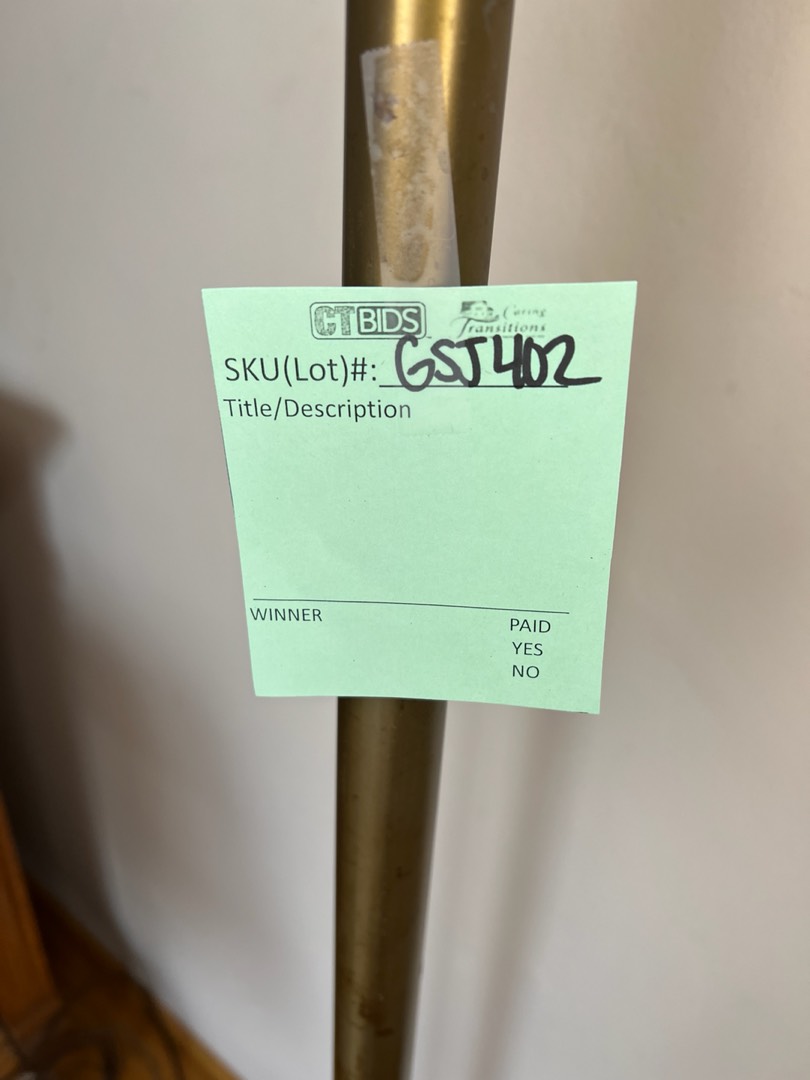 CTBIDS Caring Transitions
SKU(Lot)#: GSJ402
Title/Description
WINNER
PAID
YES
NO